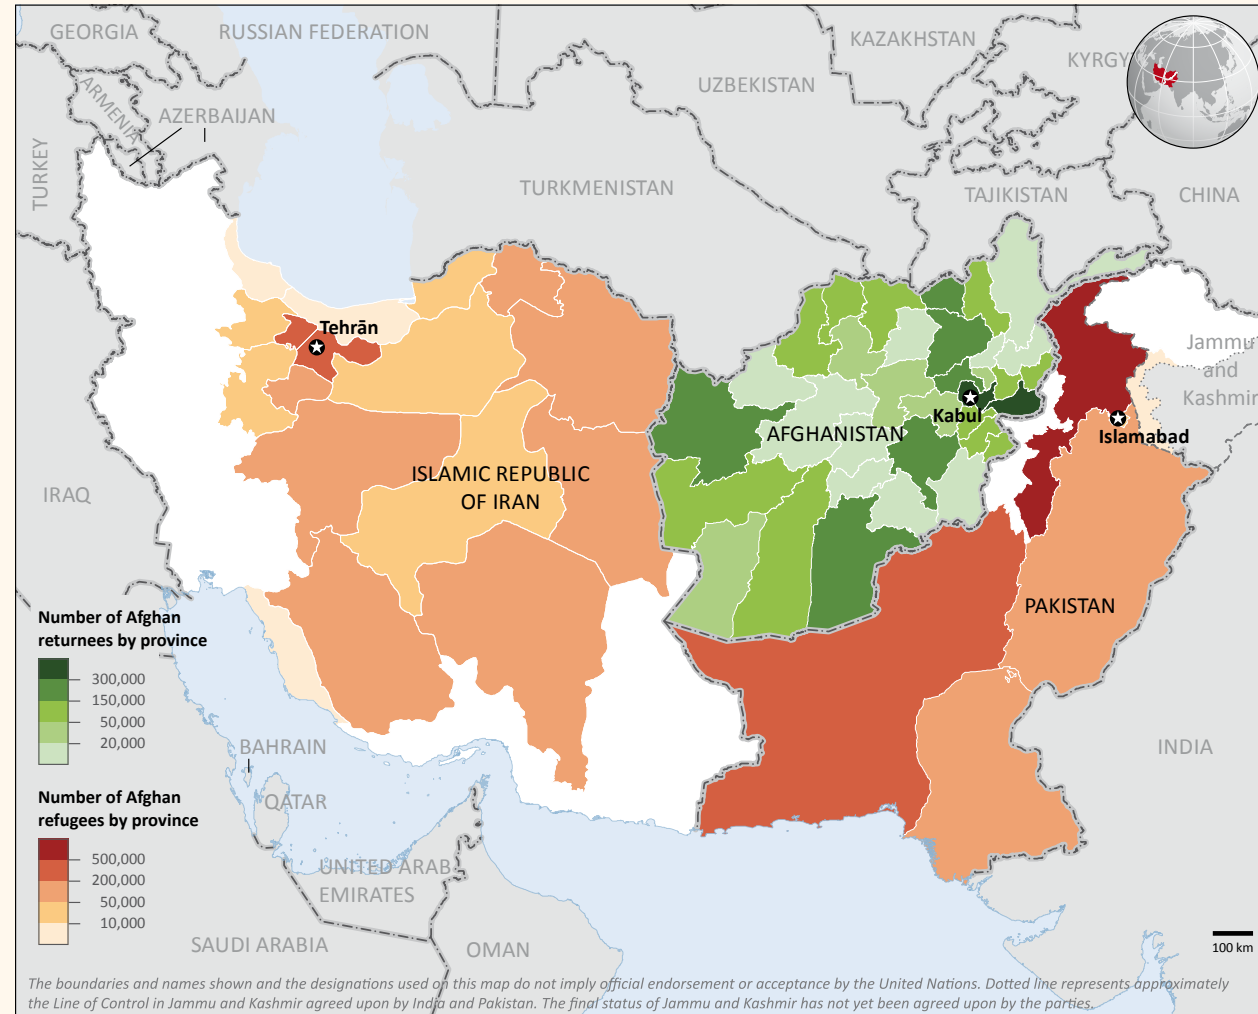 GEORGIA
RUSSIAN FEDERATION
KAZAKHSTAN
KYRGY
UZBEKISTAN
ARMENIA
AZERBAIJAN
TURKEY
TURKMENISTAN
TAJIKISTAN
CHINA
Tehrān
Jammu
and
Kashmir
Kabul
AFGHANISTAN
Islamabad
ISLAMIC REPUBLIC
OF IRAN
IRAQ
PAKISTAN
Number of Afghan
returnees by province
300,000
150,000
50,000
20,000
BAHRAIN
INDIA
QATAR
Number of Afghan
refugees by province
500,000
200,000
50,000
10,000
UNITED ARAB
EMIRATES
SAUDI ARABIA
OMAN
100 km
The boundaries and names shown and the designations used on this map do not imply official endorsement or acceptance by the United Nations. Dotted line represents approximately
the Line of Control in Jammu and Kashmir agreed upon by India and Pakistan. The final status of Jammu and Kashmir has not yet been agreed upon by the parties.